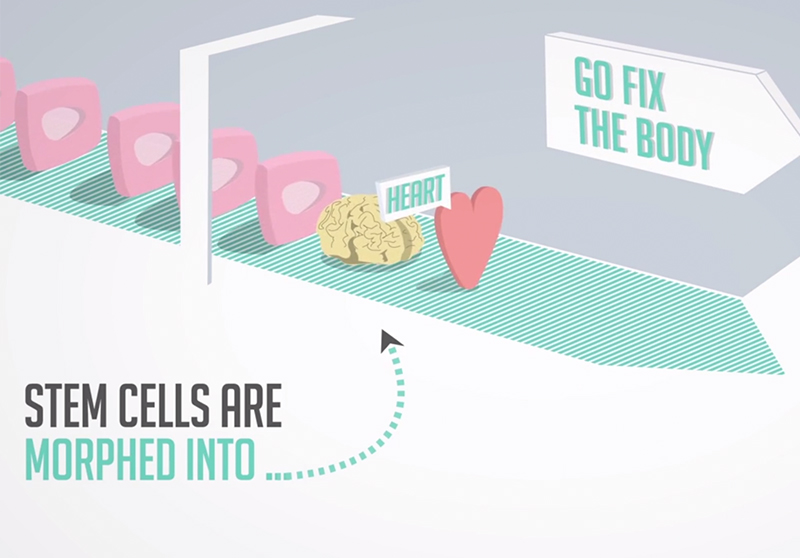 GO FIX
THE BODY
HEART
STEM CELLS ARE
MORPHED INTO ...